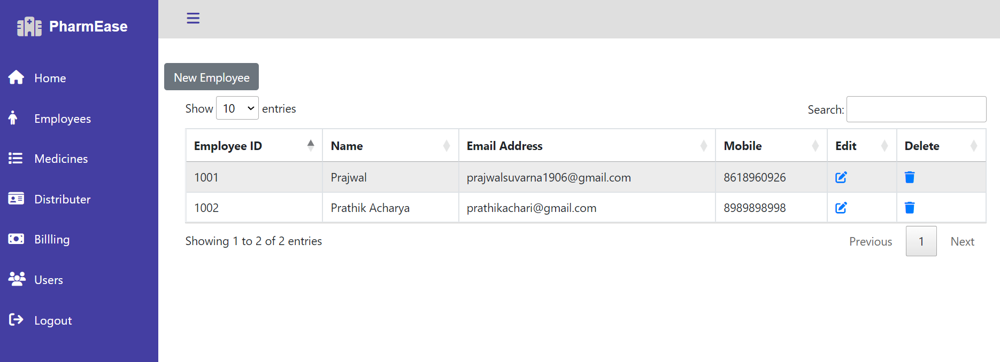 PharmEase
Home
Employees
Medicines
Distributer
Billling
Users
Logout
New Employee
Show 10 entries
Search:
Employee ID Name Email Address Mobile Edit Delete
1001 Prajwal prajwalsuvarna1906@gmail.com 8618960926
1002 Prathik Acharya prathikachari@gmail.com 8989898998
Showing 1 to 2 of 2 entries
Previous 1 Next